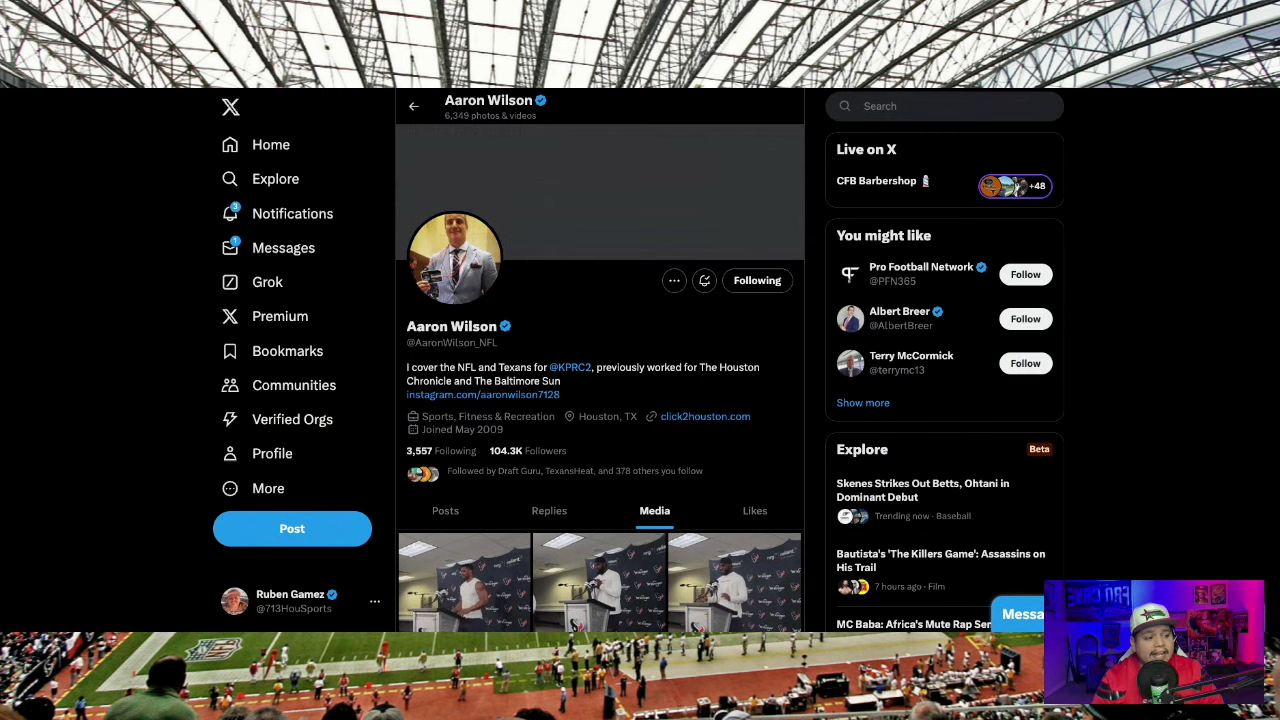 Home
Explore
Notifications
3
Messages
1
Grok
Premium
Bookmarks
Communities
Verified Orgs
Profile
More
Post
Ruben Gamez
@713HouSports
Aaron Wilson
6,349 photos & videos
Following
Aaron Wilson
@AaronWilson_NFL
I cover the NFL and Texans for @KPRC2, previously worked for The Houston
Chronicle and The Baltimore Sun
instagram.com/aaronwilson7128
Sports, Fitness & Recreation Houston, TX click2houston.com
Joined May 2009
3,557 Following 104.3K Followers
Followed by Draft Guru, TexansHeat, and 378 others you follow
Posts Replies Media Likes
Search
Live on X
CFB Barbershop
+48
You might like
Pro Football Network
@PFN365
Follow
Albert Breer
@AlbertBreer
Follow
Terry McCormick
@terrymc13
Follow
Show more
Explore
Beta
Skenes Strikes Out Betts, Ohtani in
Dominant Debut
Trending now · Baseball
Bautista's 'The Killers Game': Assassins on
His Trail
7 hours ago · Film
MC Baba: Africa's Mute Rap Sen
Messa
NFL